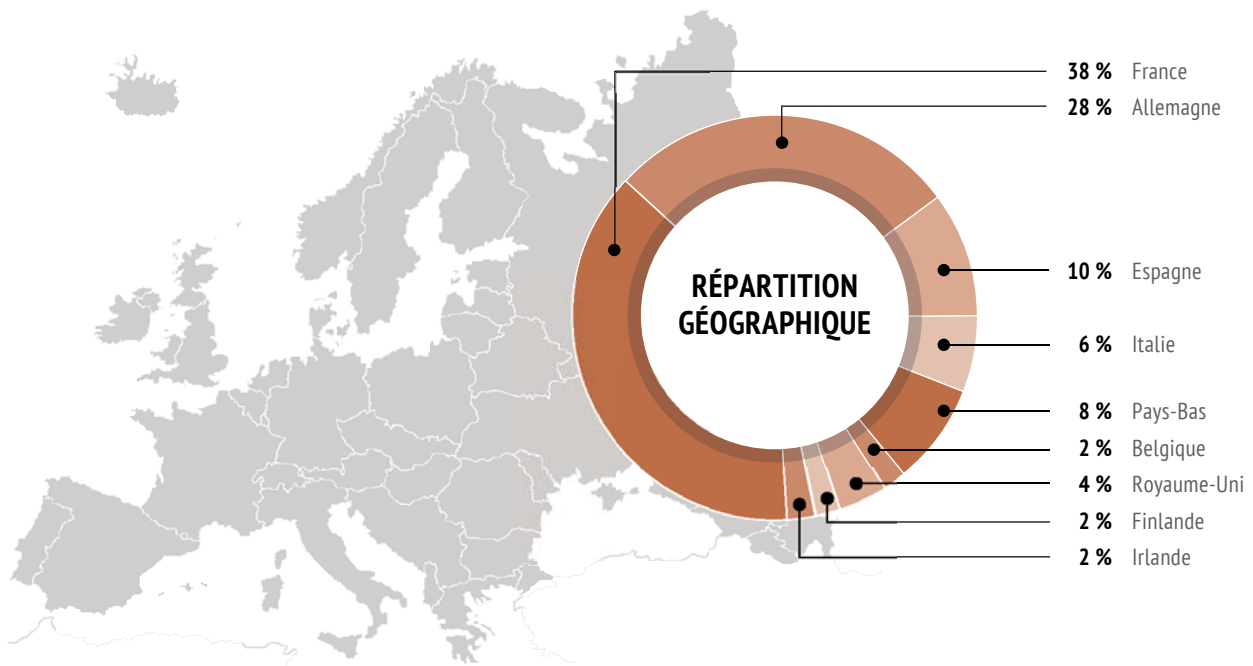 38 % France
28 % Allemagne
10 % Espagne
RÉPARTITION
GÉOGRAPHIQUE
6 % Italie
8 % Pays-Bas
2 % Belgique
4 % Royaume-Uni
2 % Finlande
2 % Irlande